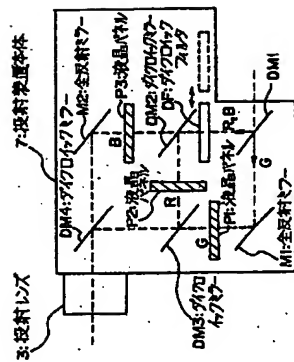 7:投射装置本体
M2:全反射ミラー
P3:液晶パネル
DM2:ダイクロイックミラー
DF:ダイクロイック
フィルタ
DM4:ダイクロイックミラー
B
R,B
DM1
G
P2:液晶
パネル
R
P1:液晶パネル
G
M1:全反射ミラー
3:投射レンズ
DM3:ダイクロ
イックミラー